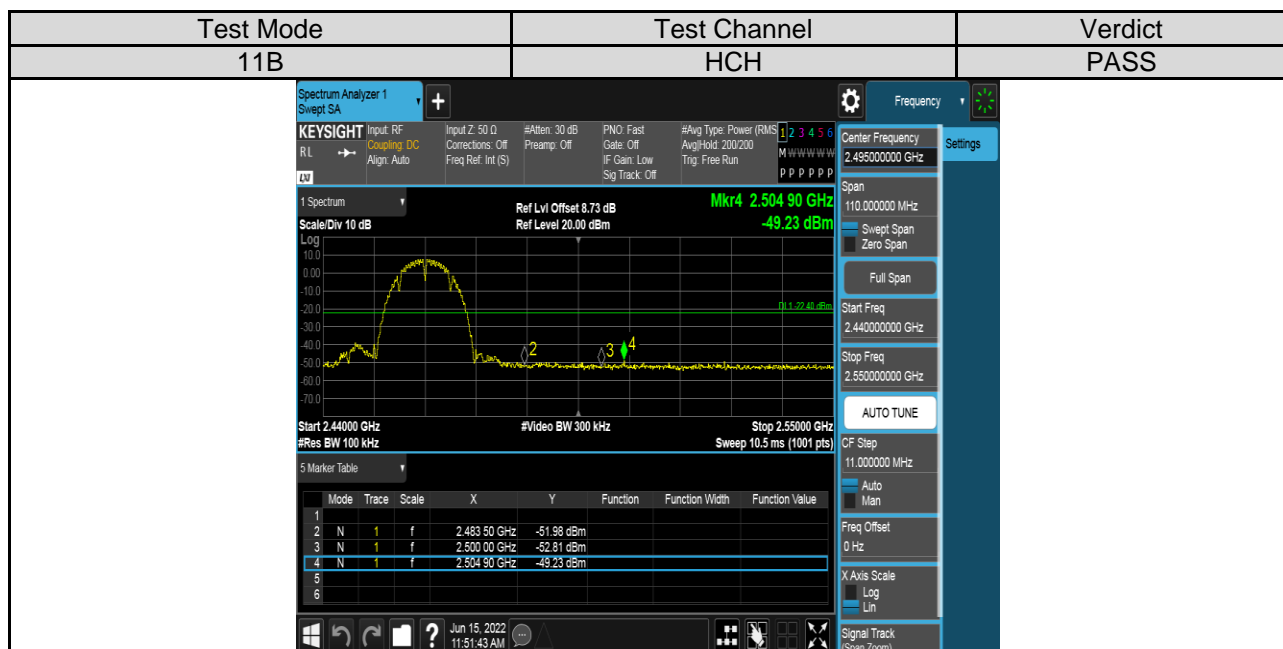 Test Mode Test Channel Verdict
11B HCH PASS
Spectrum Analyzer 1
Swept SA
+
Frequency
KEYSIGHT
RL
LXI
Input: RF
Coupling: DC
Align: Auto
Input Z: 50 Ω
Corrections: Off
Freq Ref: Int (S)
#Atten: 30 dB
Preamp: Off
PNO: Fast
Gate: Off
IF Gain: Low
Sig Track: Off
#Avg Type: Power (RMS
Avg|Hold: 200/200
Trig: Free Run
1 2 3 4 5 6
M W W W W W
P P P P P P
Center Frequency
2.495000000 GHz
Settings
1 Spectrum
Scale/Div 10 dB
Ref Lvl Offset 8.73 dB
Ref Level 20.00 dBm
Mkr4 2.504 90 GHz
-49.23 dBm
Log
10.0
0.00
-10.0
-20.0
-30.0
-40.0
-50.0
-60.0
-70.0
DL1 -22.40 dBm
2
3
4
Start 2.44000 GHz
#Res BW 100 kHz
#Video BW 300 kHz
Stop 2.55000 GHz
Sweep 10.5 ms (1001 pts)
Span
110.000000 MHz
Swept Span
Zero Span
Full Span
Start Freq
2.440000000 GHz
Stop Freq
2.550000000 GHz
AUTO TUNE
CF Step
11.000000 MHz
Auto
Man
Freq Offset
0 Hz
X Axis Scale
Log
Lin
Signal Track
(Span Zoom)
5 Marker Table
Mode Trace Scale X Y Function Function Width Function Value
1
2 N 1 f 2.483 50 GHz -51.98 dBm
3 N 1 f 2.500 00 GHz -52.81 dBm
4 N 1 f 2.504 90 GHz -49.23 dBm
5
6
?
Jun 15, 2022
11:51:43 AM